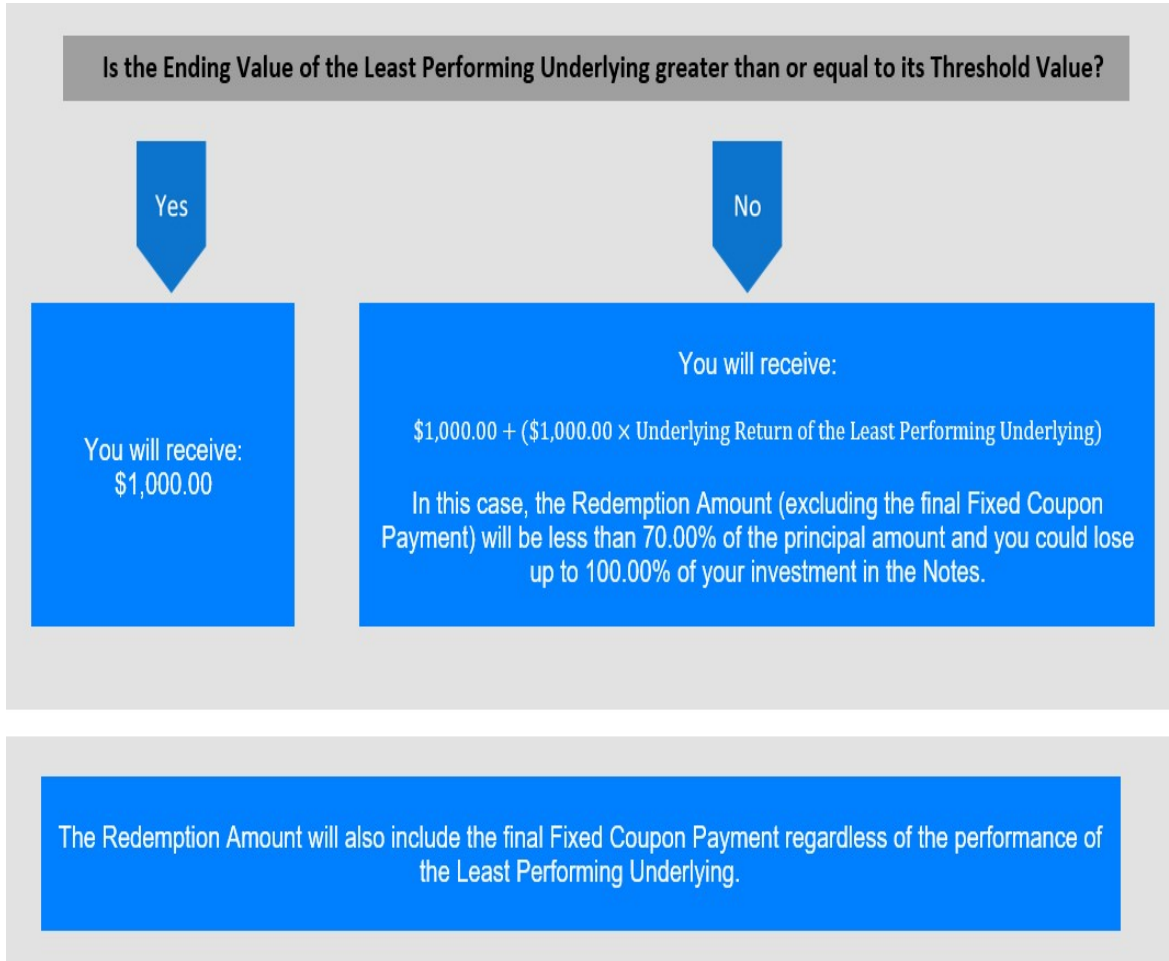 Is the Ending Value of the Least Performing Underlying greater than or equal to its Threshold Value?
Yes
No
You will receive:
$1,000.00
You will receive:
$1,000.00 + ($1,000.00 × Underlying Return of the Least Performing Underlying)
In this case, the Redemption Amount (excluding the final Fixed Coupon
Payment) will be less than 70.00% of the principal amount and you could lose
up to 100.00% of your investment in the Notes.
The Redemption Amount will also include the final Fixed Coupon Payment regardless of the performance of
the Least Performing Underlying.